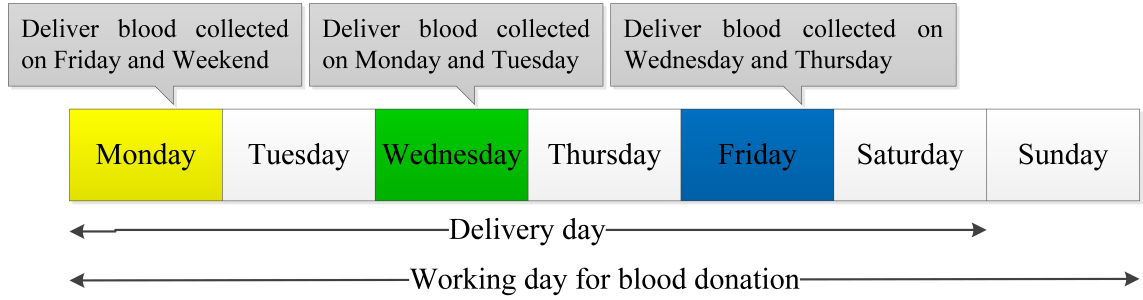 Deliver blood collected
on Friday and Weekend
Deliver blood collected
on Monday and Tuesday
Deliver blood collected on
Wednesday and Thursday
Monday
Tuesday
Wednesday
Thursday
Friday
Saturday
Sunday
Delivery day
Working day for blood donation